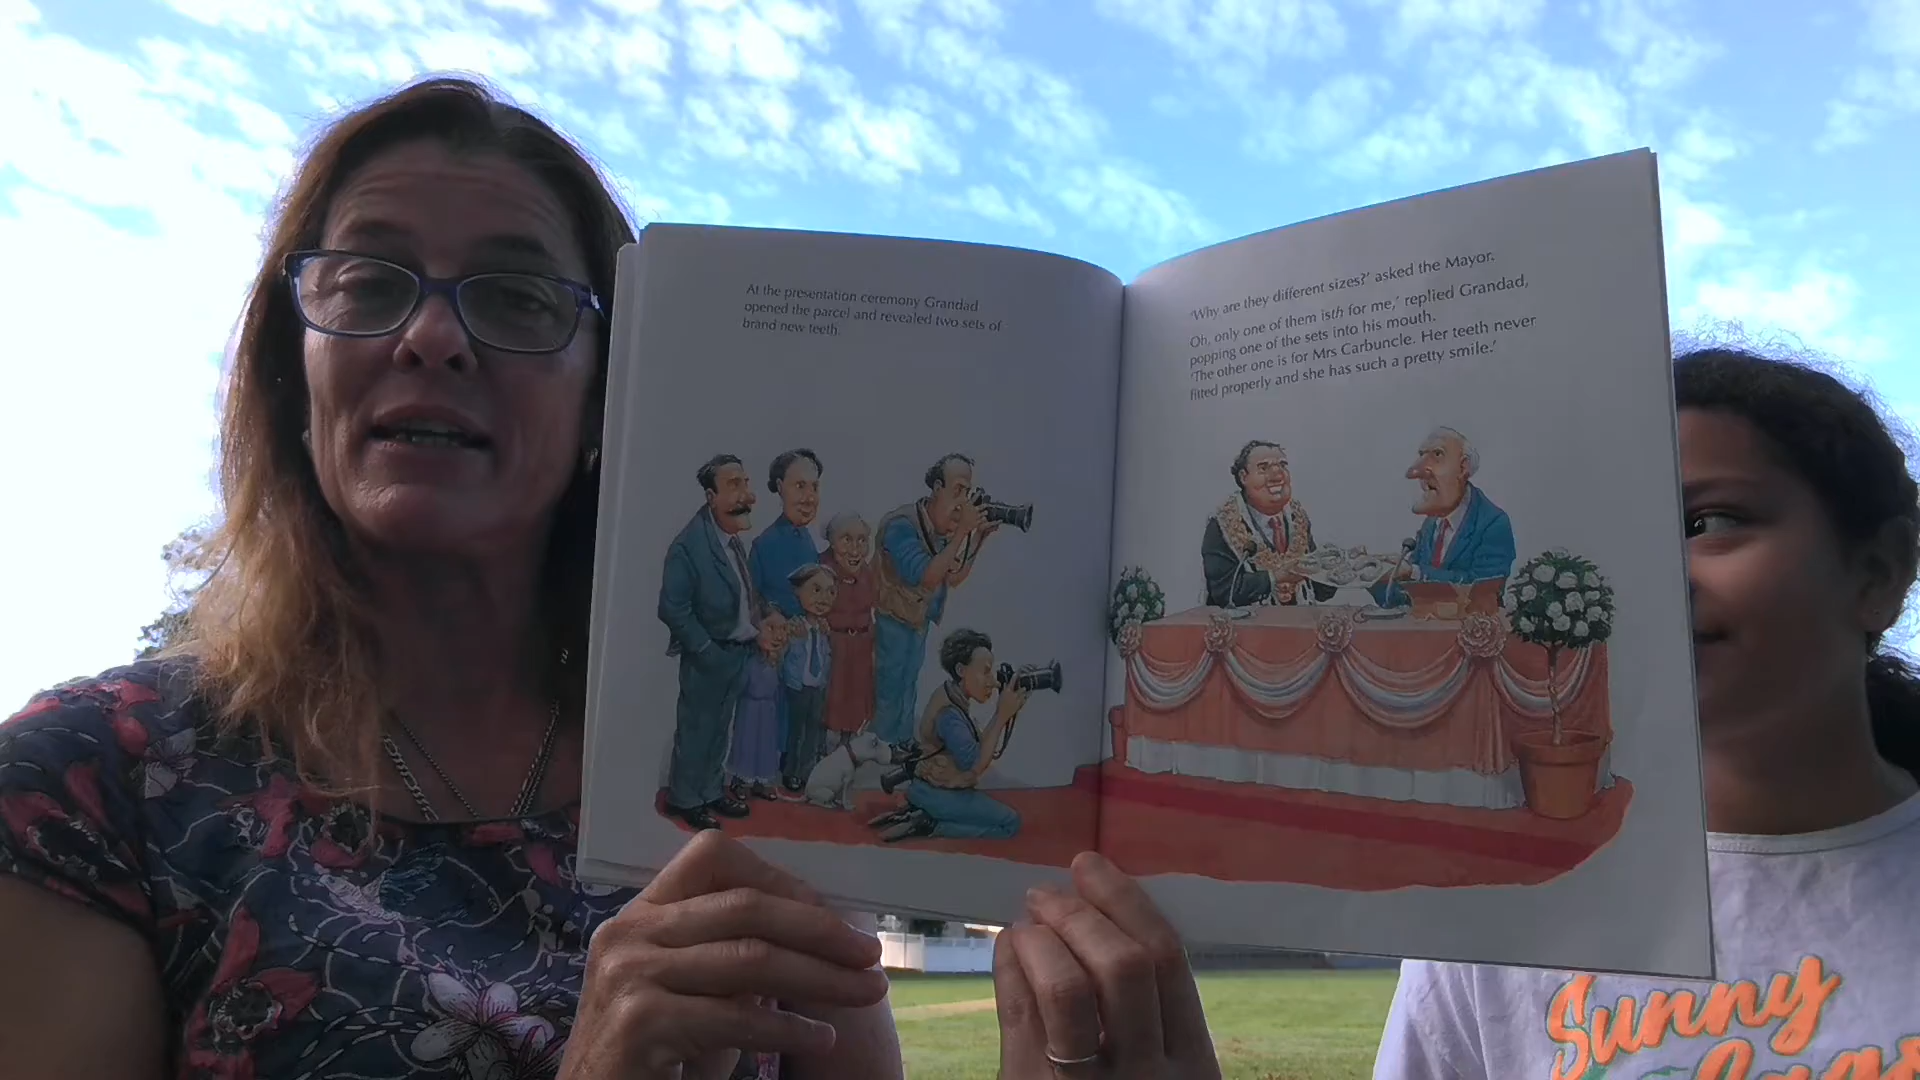 At the presentation ceremony Grandad
opened the parcel and revealed two sets of
brand new teeth.
'Why are they different sizes?' asked the Mayor.
Oh, only one of them isth for me,' replied Grandad,
popping one of the sets into his mouth.
'The other one is for Mrs Carbuncle. Her teeth never
fitted properly and she has such a pretty smile.'
Sunny